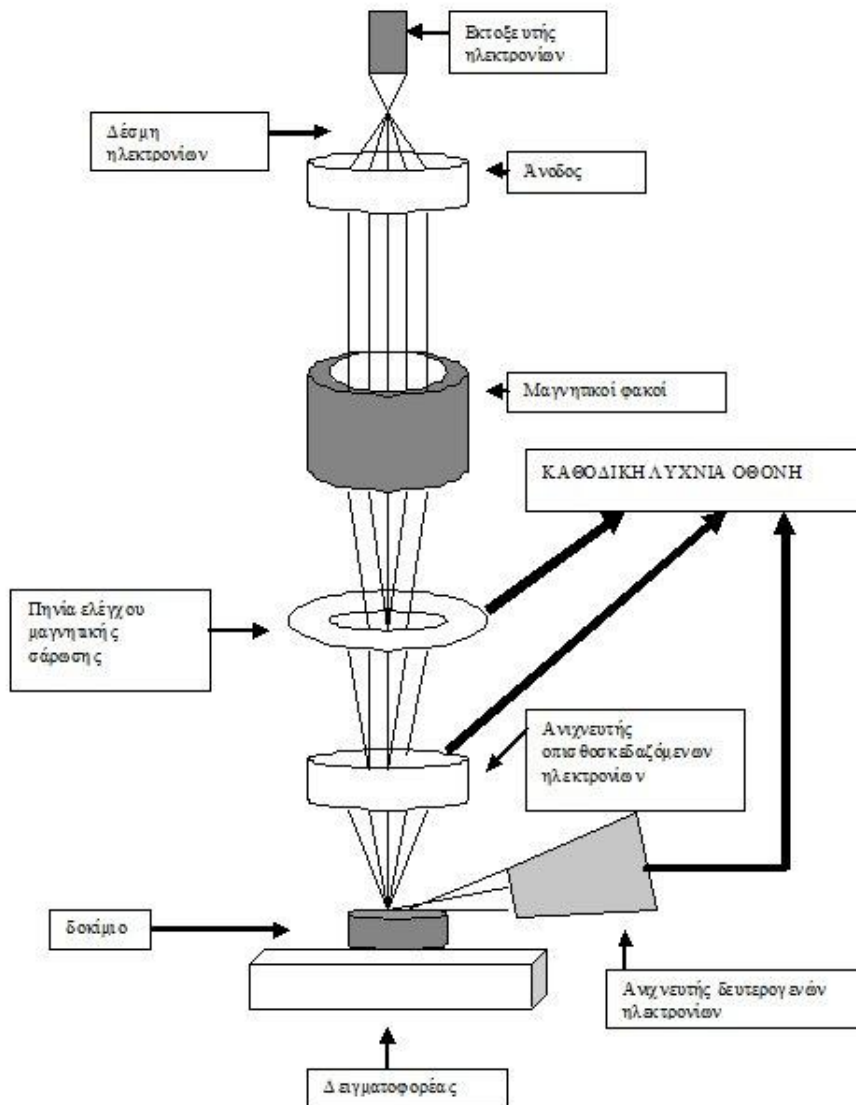 Εκτοξευτής
ηλεκτρονίων
Δέσμη
ηλεκτρονίων
Άνοδος
Μαγνητικοί φακοί
ΚΑΘΟΔΙΚΗ ΛΥΧΝΙΑ ΟΘΟΝΗ
Πηνία ελέγχου
μαγνητικής
σάρωσης
Ανιχνευτής
οπισθοσκεδαζόμενων
ηλεκτρονίων
δοκίμιο
Ανιχνευτής δευτερογενών
ηλεκτρονίων
Δειγματοφορέας